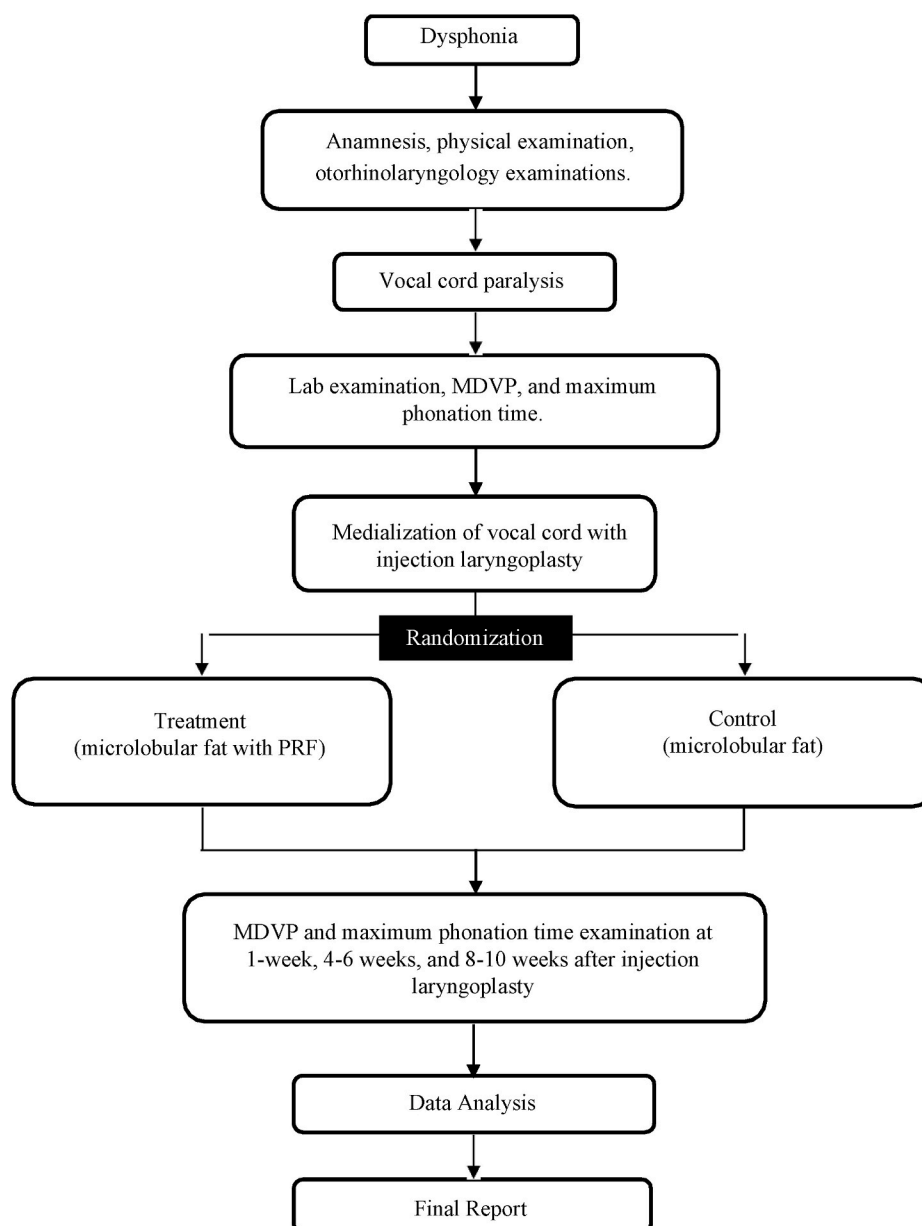 Dysphonia
Anamnesis, physical examination,
otorhinolaryngology examinations.
Vocal cord paralysis
Lab examination, MDVP, and maximum
phonation time.
Medialization of vocal cord with
injection laryngoplasty
Randomization
Treatment
(microlobular fat with PRF)
Control
(microlobular fat)
MDVP and maximum phonation time examination at
1-week, 4-6 weeks, and 8-10 weeks after injection
laryngoplasty
Data Analysis
Final Report